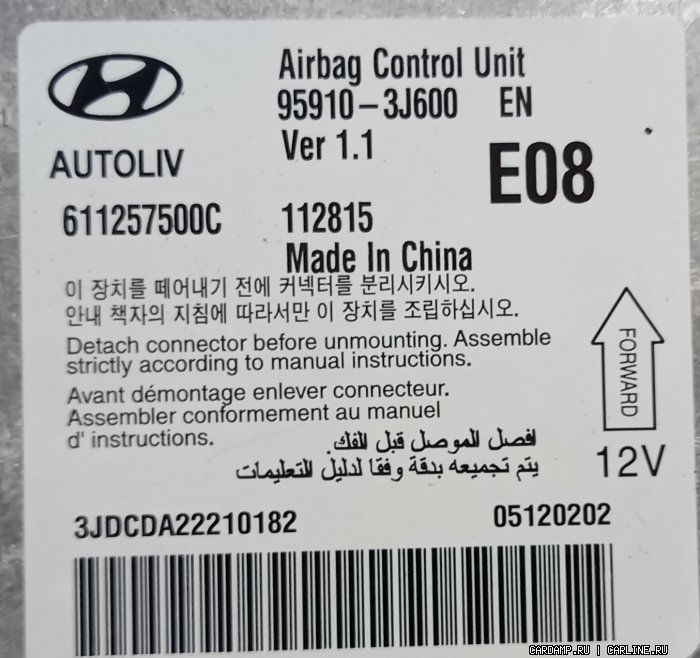 Airbag Control Unit
95910-3J600 EN
Ver 1.1
AUTOLIV
E08
611257500C 112815
Made In China
이 장치를 떼어내기 전에 커넥터를 분리시키시오.
안내 책자의 지침에 따라서만 이 장치를 조립하십시오.
Detach connector before unmounting. Assemble
strictly according to manual instructions.
Avant démontage enlever connecteur.
Assembler conformement au manuel
d' instructions.
افصل الموصل قبل الفك.
يتم تجميعه بدقة وفقا لدليل التعليمات
FORWARD
12V
3JDCDA22210182 05120202
CARDAMP.RU | CARLINE.RU